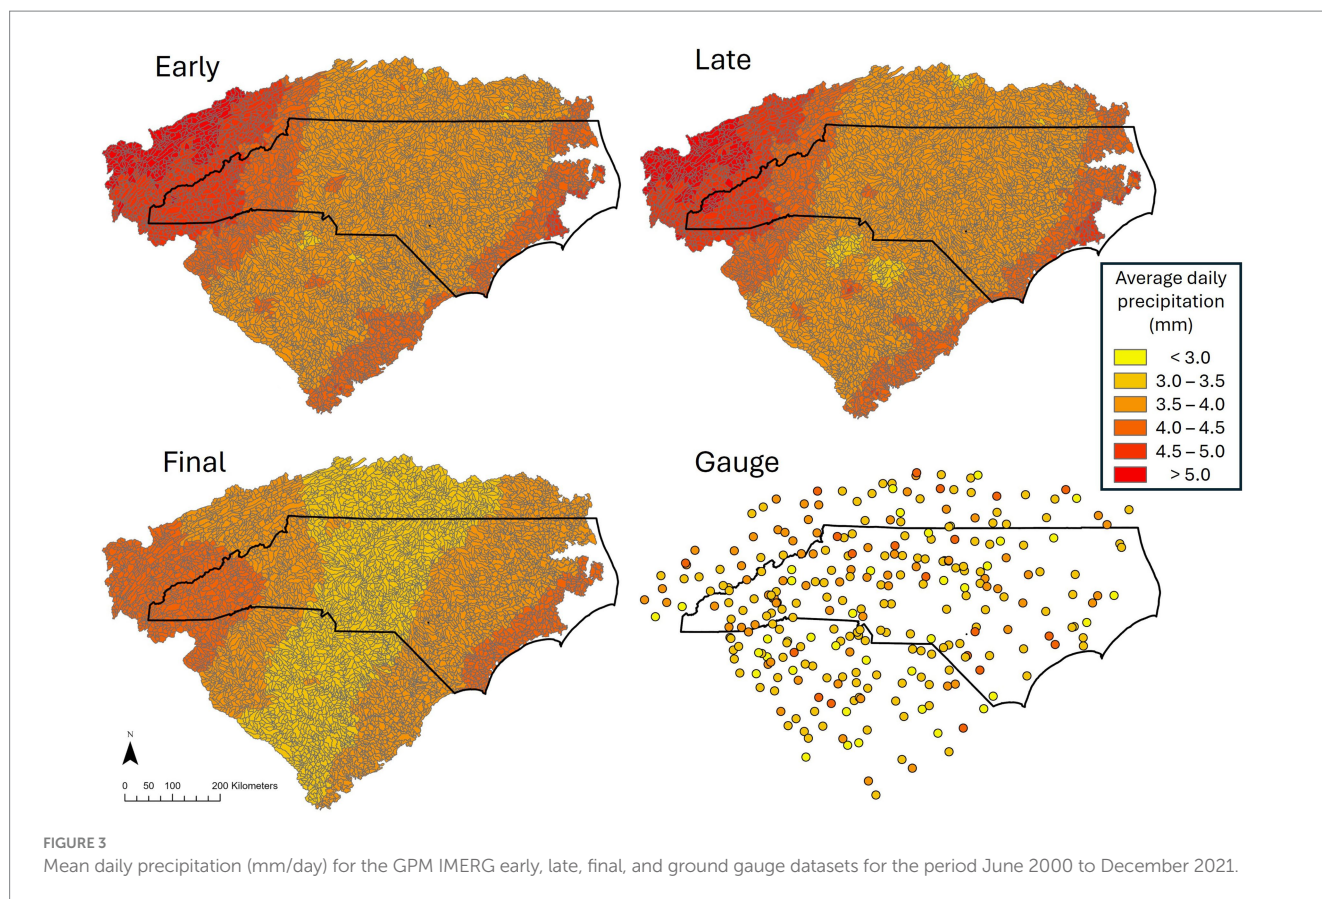 Early
Late
Average daily
precipitation
(mm)
< 3.0
3.0 – 3.5
3.5 – 4.0
4.0 – 4.5
4.5 – 5.0
> 5.0
Final
Gauge
N
0 50 100 200 Kilometers
FIGURE 3
Mean daily precipitation (mm/day) for the GPM IMERG early, late, final, and ground gauge datasets for the period June 2000 to December 2021.